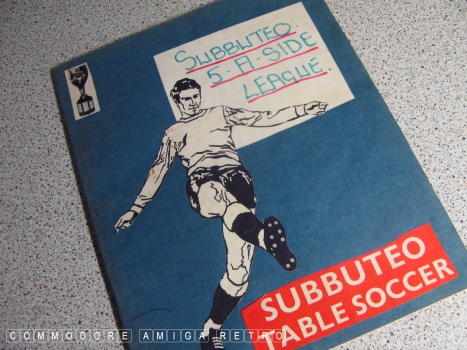 SUBBUTEO
5-A-SIDE
LEAGUE.
SUBBUTEO
TABLE SOCCER
COMMODORE AMIGA RETRO